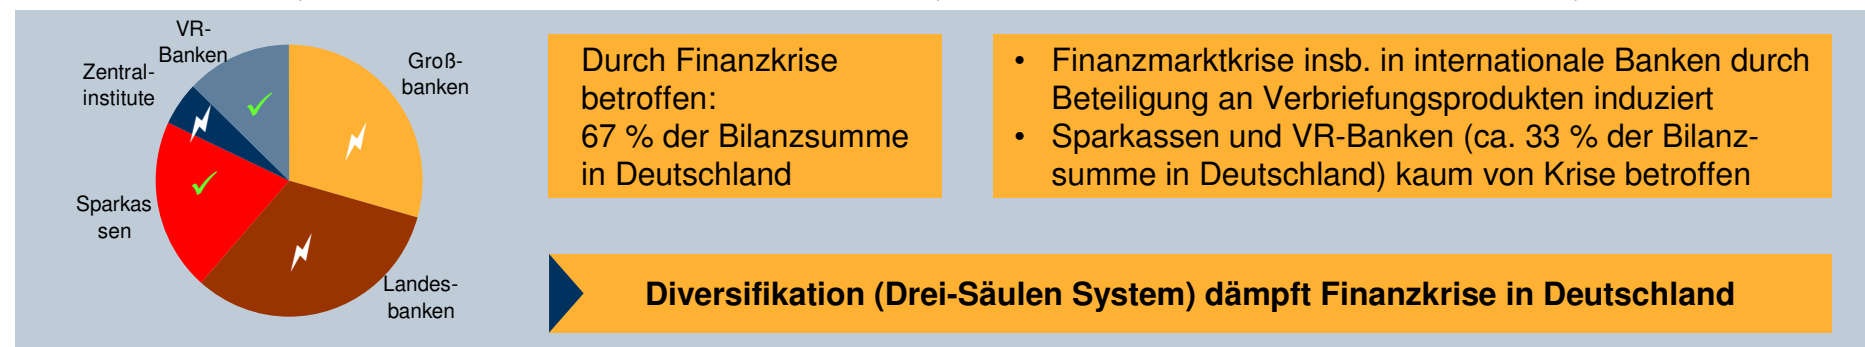 VR-
Banken
Zentral-
institute
Groß-
banken
Sparkas
sen
Landes-
banken
Durch Finanzkrise
betroffen:
67 % der Bilanzsumme
in Deutschland
• Finanzmarktkrise insb. in internationale Banken durch
Beteiligung an Verbriefungsprodukten induziert
• Sparkassen und VR-Banken (ca. 33 % der Bilanz-
summe in Deutschland) kaum von Krise betroffen
Diversifikation (Drei-Säulen System) dämpft Finanzkrise in Deutschland